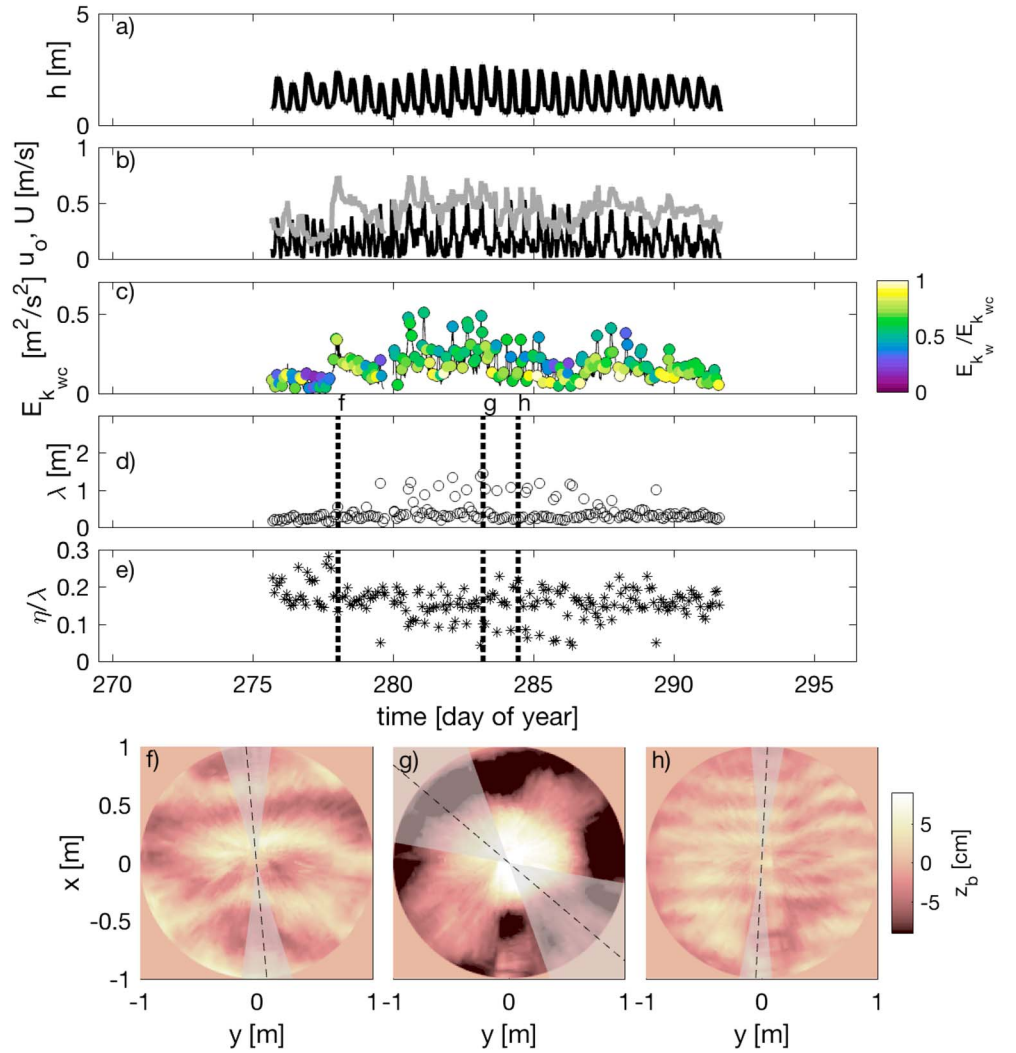 a)
5
0
h [m]
b)
1
0.5
0
u_o, U [m/s]
c)
0.5
0
E_k_wc [m^2/s^2]
1
0.5
0
E_k_w/E_k_wc
f
g
h
d)
2
1
0
λ [m]
e)
0.3
0.2
0.1
0
η/λ
270 275 280 285 290 295
time [day of year]
f)
g)
h)
1
0.5
0
-0.5
-1
x [m]
-1 0 1 -1 0 1 -1 0 1
y [m] y [m] y [m]
5
0
-5
z_b [cm]